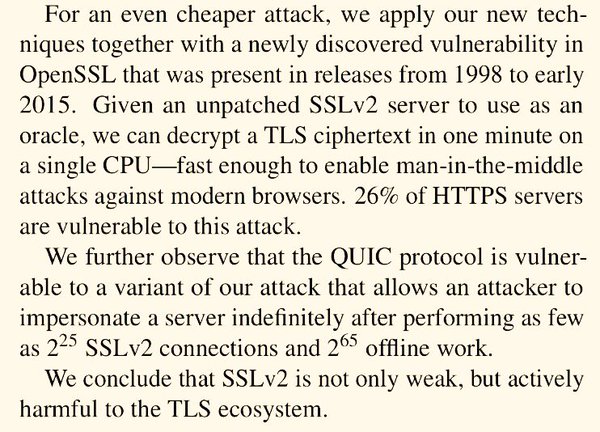 For an even cheaper attack, we apply our new tech-
niques together with a newly discovered vulnerability in
OpenSSL that was present in releases from 1998 to early
2015. Given an unpatched SSLv2 server to use as an
oracle, we can decrypt a TLS ciphertext in one minute on
a single CPU—fast enough to enable man-in-the-middle
attacks against modern browsers. 26% of HTTPS servers
are vulnerable to this attack.
We further observe that the QUIC protocol is vulner-
able to a variant of our attack that allows an attacker to
impersonate a server indefinitely after performing as few
as 2²⁵ SSLv2 connections and 2⁶⁵ offline work.
We conclude that SSLv2 is not only weak, but actively
harmful to the TLS ecosystem.